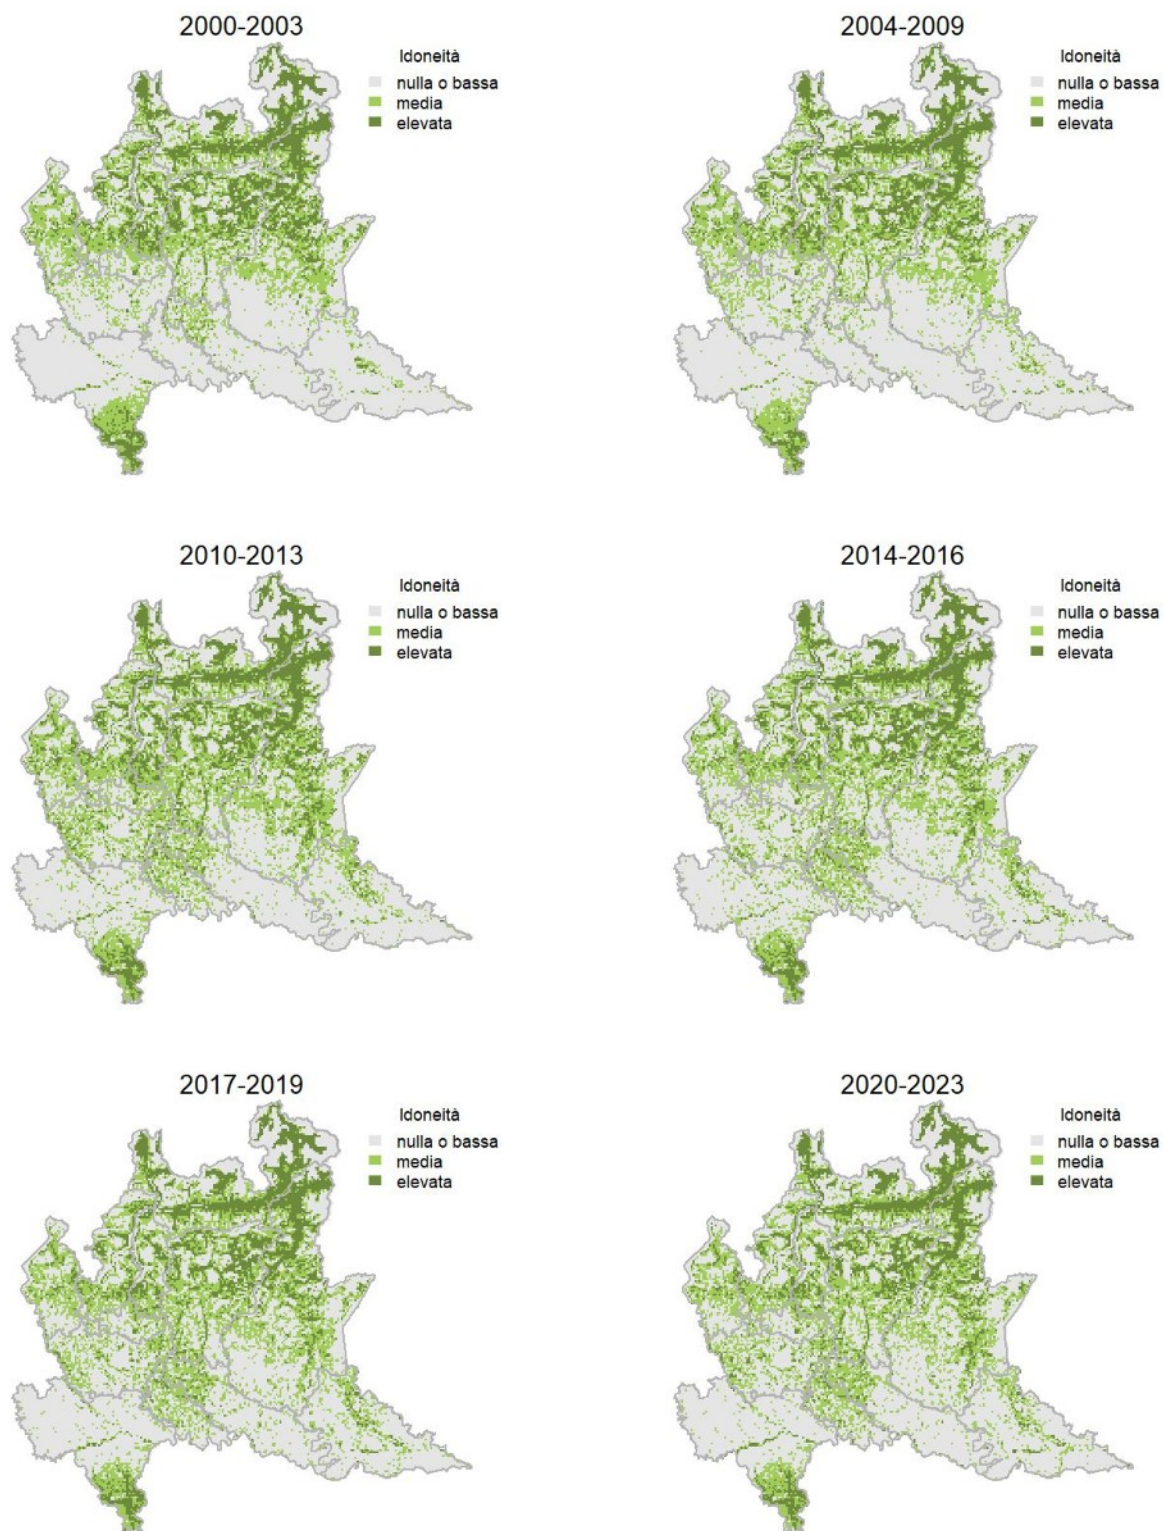 2000-2003
Idoneità
nulla o bassa
media
elevata
2004-2009
Idoneità
nulla o bassa
media
elevata
2010-2013
Idoneità
nulla o bassa
media
elevata
2014-2016
Idoneità
nulla o bassa
media
elevata
2017-2019
Idoneità
nulla o bassa
media
elevata
2020-2023
Idoneità
nulla o bassa
media
elevata